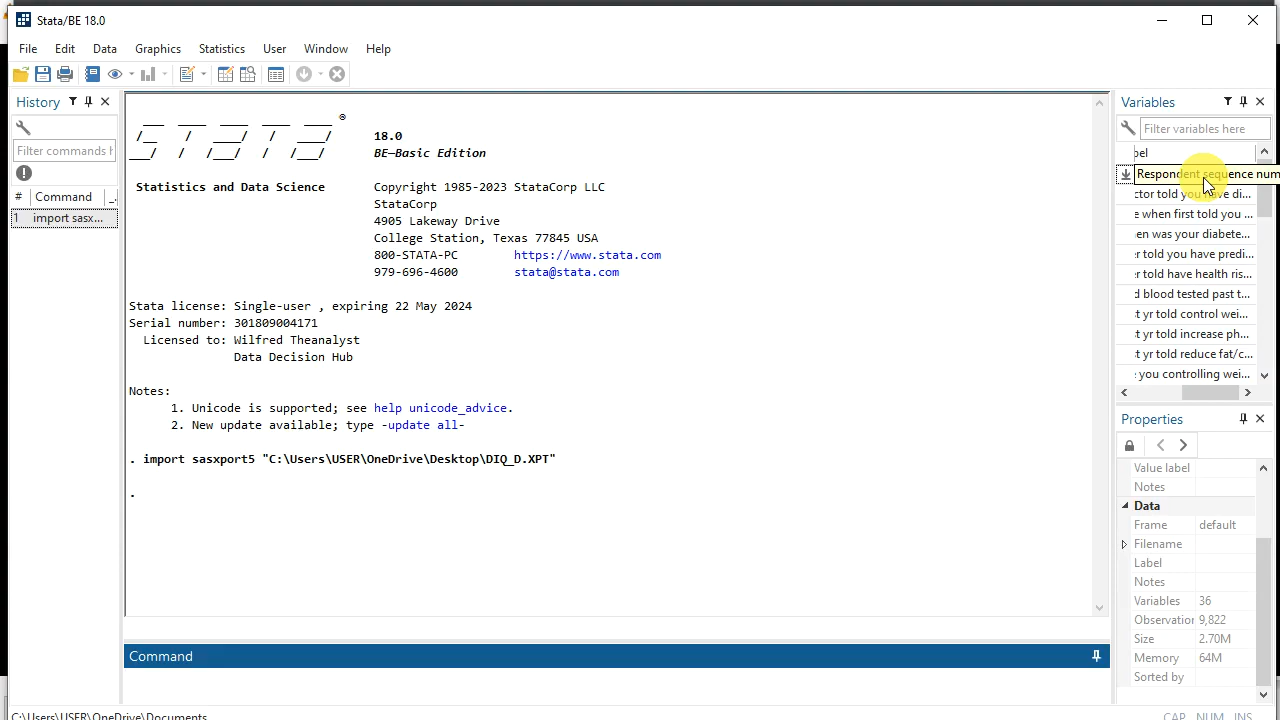 Stata/BE 18.0
File Edit Data Graphics Statistics User Window Help
History
Filter commands h
# Command _
1 import sasx...
®
18.0
BE—Basic Edition
Statistics and Data Science Copyright 1985-2023 StataCorp LLC
StataCorp
4905 Lakeway Drive
College Station, Texas 77845 USA
800-STATA-PC https://www.stata.com
979-696-4600 stata@stata.com
Stata license: Single-user , expiring 22 May 2024
Serial number: 301809004171
Licensed to: Wilfred Theanalyst
Data Decision Hub
Notes:
1. Unicode is supported; see help unicode_advice.
2. New update available; type -update all-
. import sasxport5 "C:\Users\USER\OneDrive\Desktop\DIQ_D.XPT"
.
Command
C:\Users\USER\OneDrive\Documents
Variables
Filter variables here
bel
Respondent sequence num
ctor told you have di...
e when first told you ...
en was your diabete...
r told you have predi...
r told have health ris...
d blood tested past t...
t yr told control wei...
t yr told increase ph...
t yr told reduce fat/c...
you controlling wei...
Properties
Value label
Notes
Data
Frame default
Filename
Label
Notes
Variables 36
Observation 9,822
Size 2.70M
Memory 64M
Sorted by
CAP NUM INS